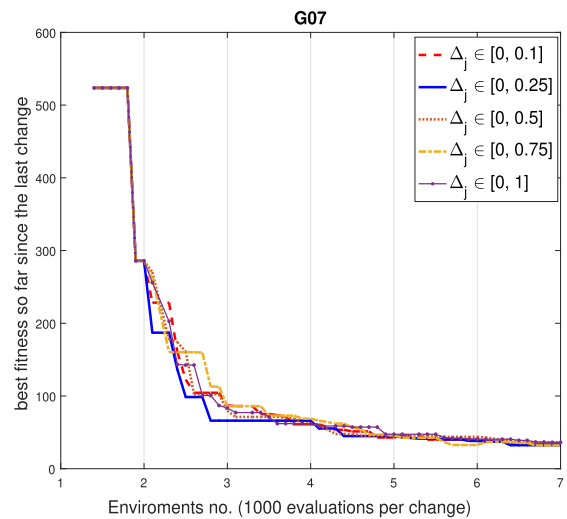 G07
best fitness so far since the last change
600
500
400
300
200
100
0
Δj ∈ [0, 0.1]
Δj ∈ [0, 0.25]
Δj ∈ [0, 0.5]
Δj ∈ [0, 0.75]
Δj ∈ [0, 1]
1 2 3 4 5 6 7
Enviroments no. (1000 evaluations per change)